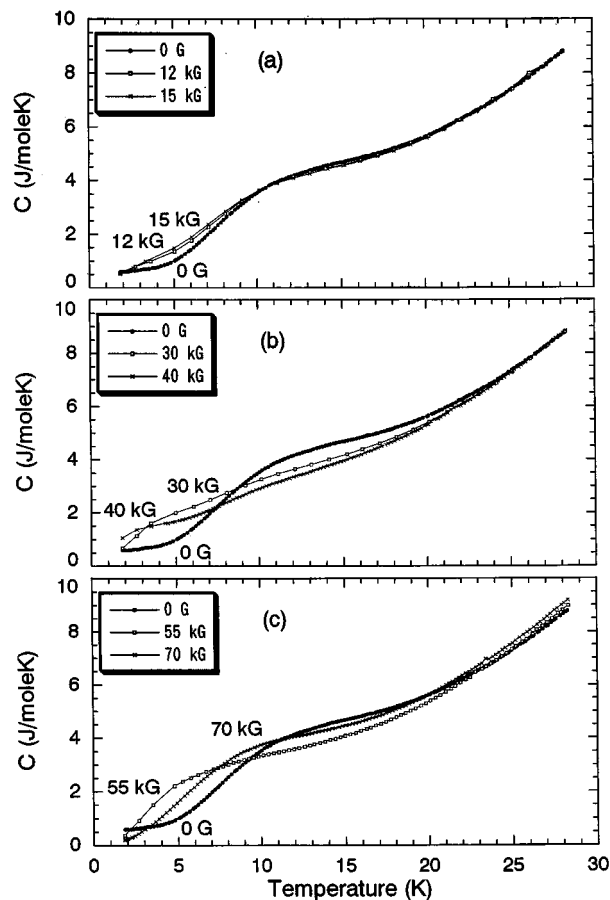 10
8
6
4
2
0
C (J/moleK)
0 G
12 kG
15 kG
(a)
15 kG
12 kG
0 G
10
8
6
4
2
0
C (J/moleK)
0 G
30 kG
40 kG
(b)
30 kG
40 kG
0 G
10
8
6
4
2
0
C (J/moleK)
0 G
55 kG
70 kG
(c)
70 kG
55 kG
0 G
0 5 10 15 20 25 30
Temperature (K)